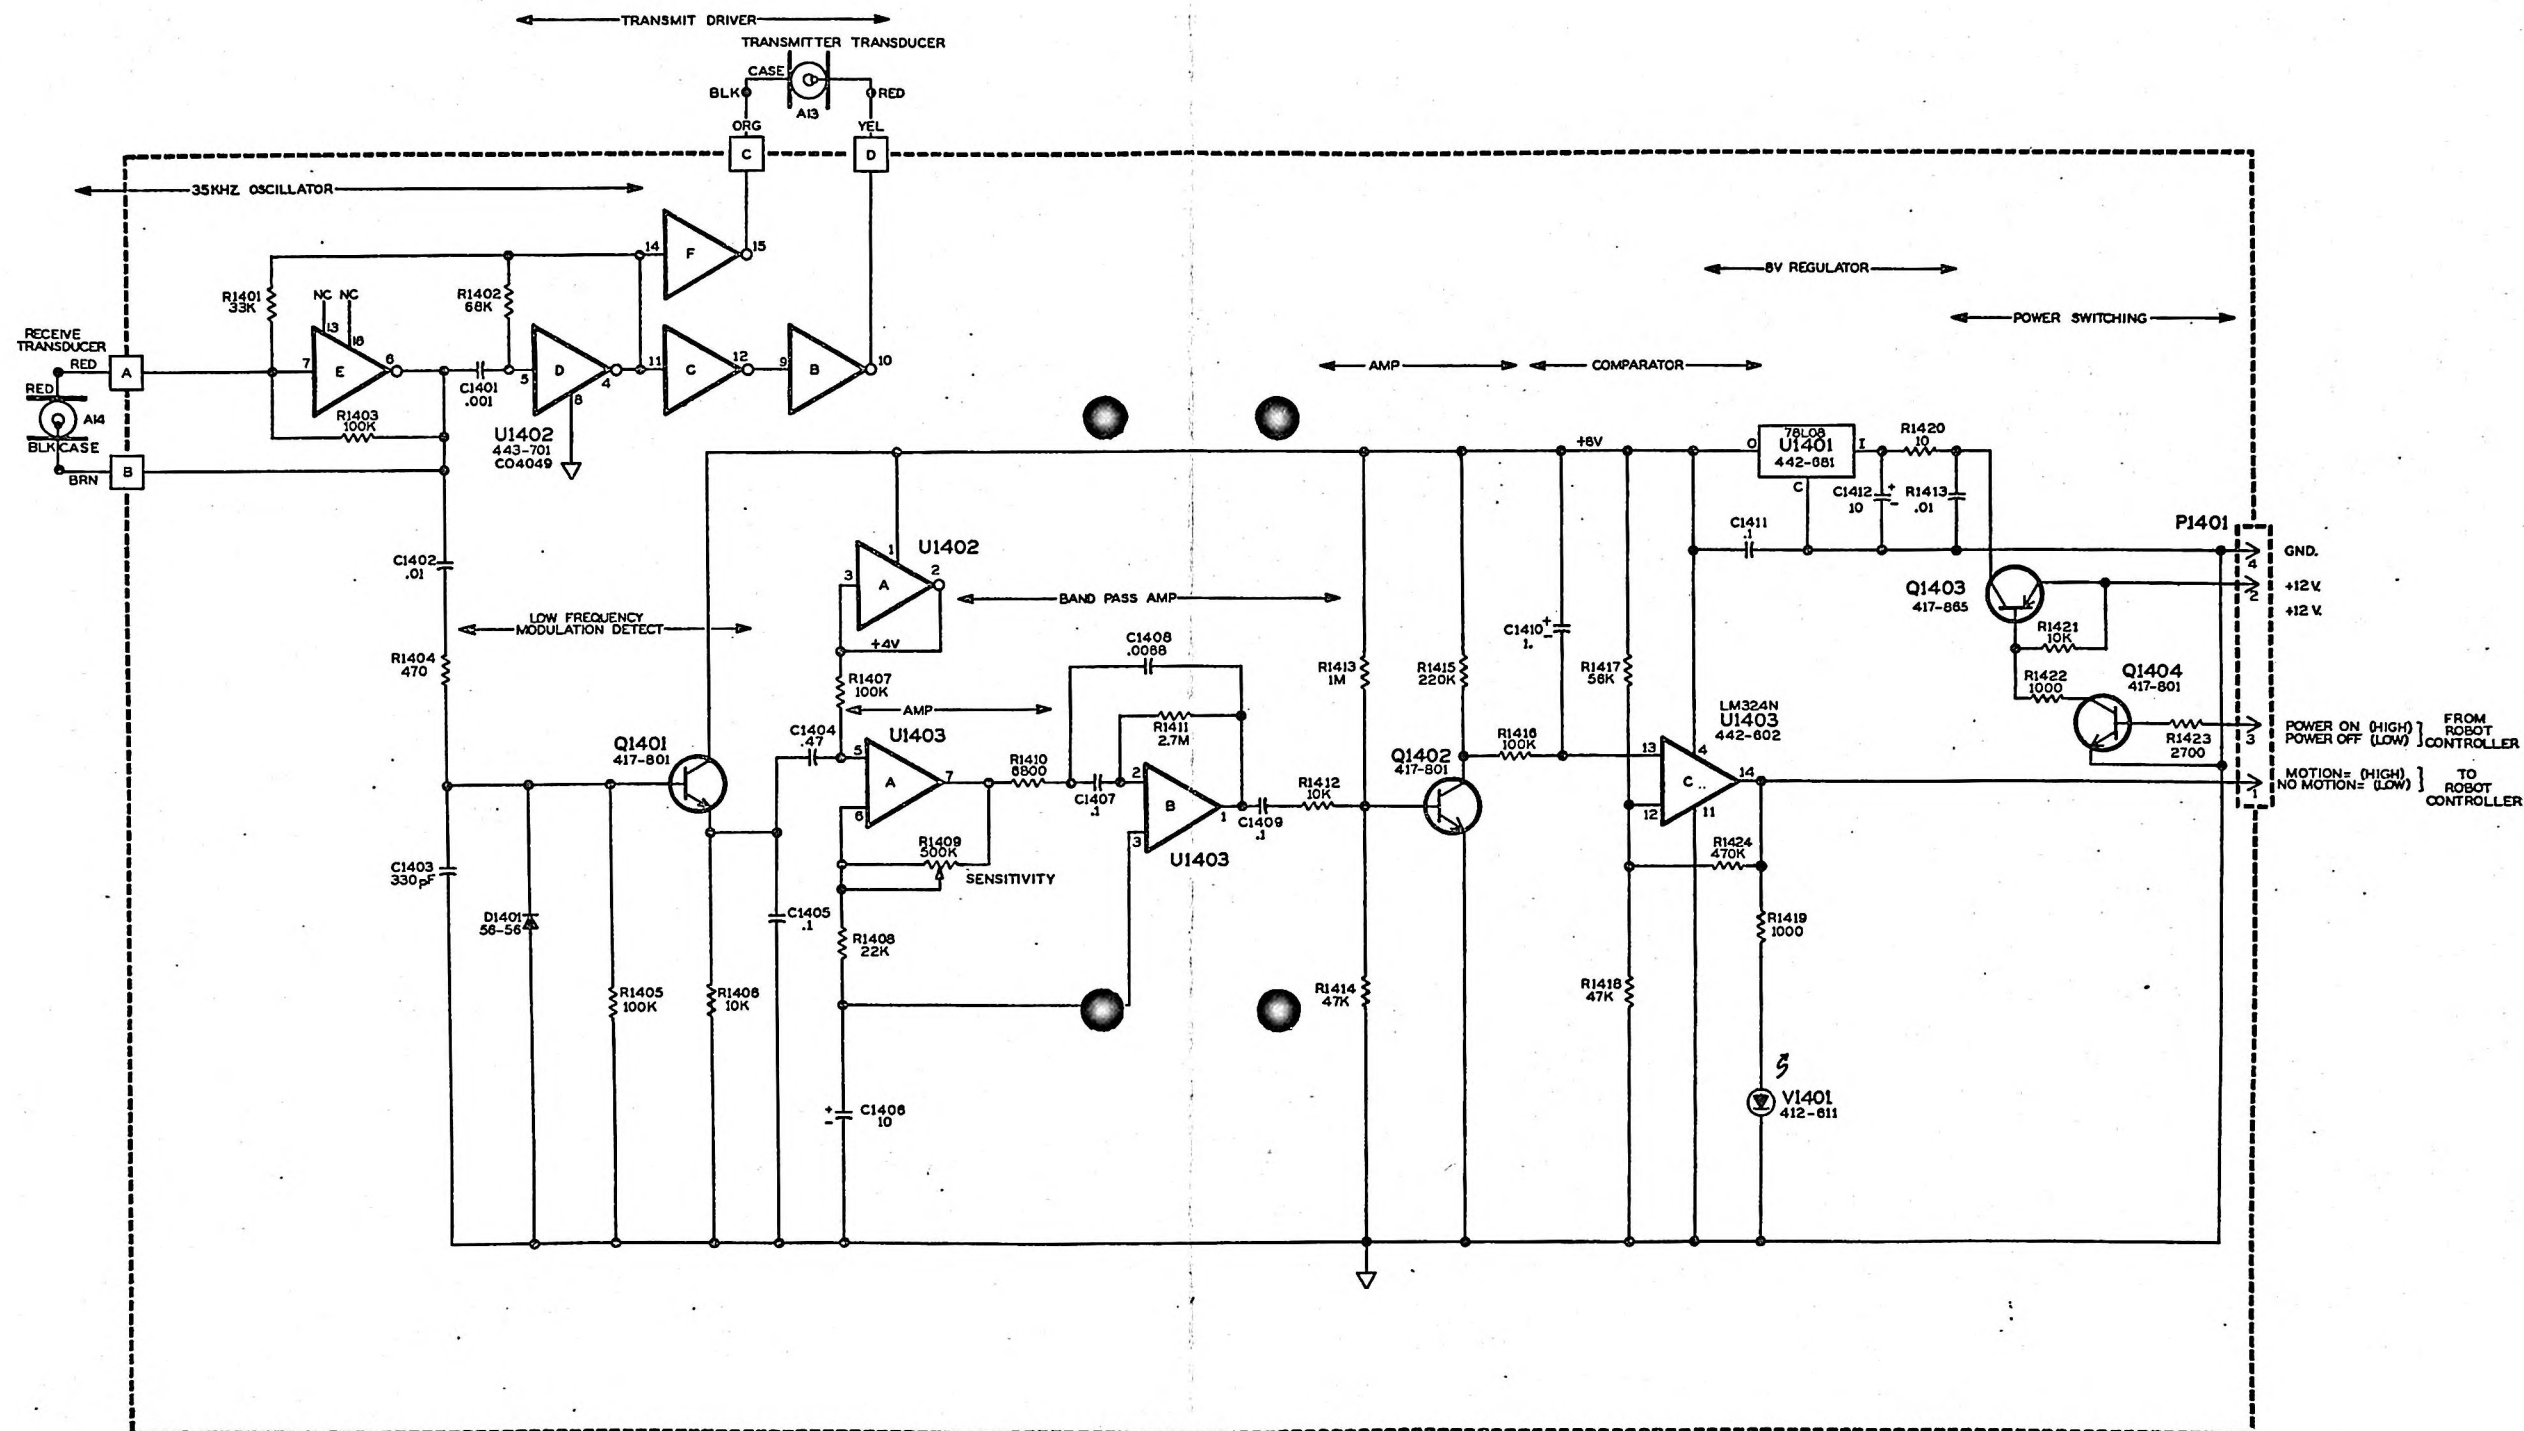 TRANSMIT DRIVER
TRANSMITTER TRANSDUCER
CASE
BLK
RED
A13
ORG
YEL
C
D
35KHZ OSCILLATOR
14
F
15
8V REGULATOR
R1401
33K
NC NC
13
16
R1402
68K
POWER SWITCHING
RECEIVE
TRANSDUCER
RED
A
RED
A14
BLK CASE
B
BRN
7
E
6
C1401
.001
5
D
4
8
11
C
12
9
B
10
R1403
100K
U1402
443-701
CO4049
AMP
COMPARATOR
+8V
O
78L08
U1401
442-681
I
C
R1420
10
C1412
10
+
-
R1413
.01
C1411
.1
P1401
4
GND.
2
+12 V.
+12 V.
C1402
.01
1
U1402
3
A
2
+4V
BAND PASS AMP
LOW FREQUENCY
MODULATION DETECT
Q1403
417-865
R1421
10K
R1422
1000
Q1404
417-801
R1423
2700
3
POWER ON (HIGH)
POWER OFF (LOW)
FROM
ROBOT
CONTROLLER
R1404
470
R1407
100K
AMP
C1408
.0068
R1411
2.7M
R1413
1M
R1415
220K
C1410
1.
+
-
R1417
56K
LM324N
U1403
442-602
Q1401
417-801
C1404
.47
U1403
5
A
7
6
R1410
6800
C1407
.1
2
B
1
3
U1403
C1409
.1
R1412
10K
Q1402
417-801
R1416
100K
13
4
C
14
12
11
1
MOTION= (HIGH)
NO MOTION= (LOW)
TO
ROBOT
CONTROLLER
R1409
500K
SENSITIVITY
R1424
470K
C1403
330pF
D1401
56-56
C1405
.1
R1408
22K
R1419
1000
R1405
100K
R1406
10K
R1414
47K
R1418
47K
+
-
C1406
10
V1401
412-611